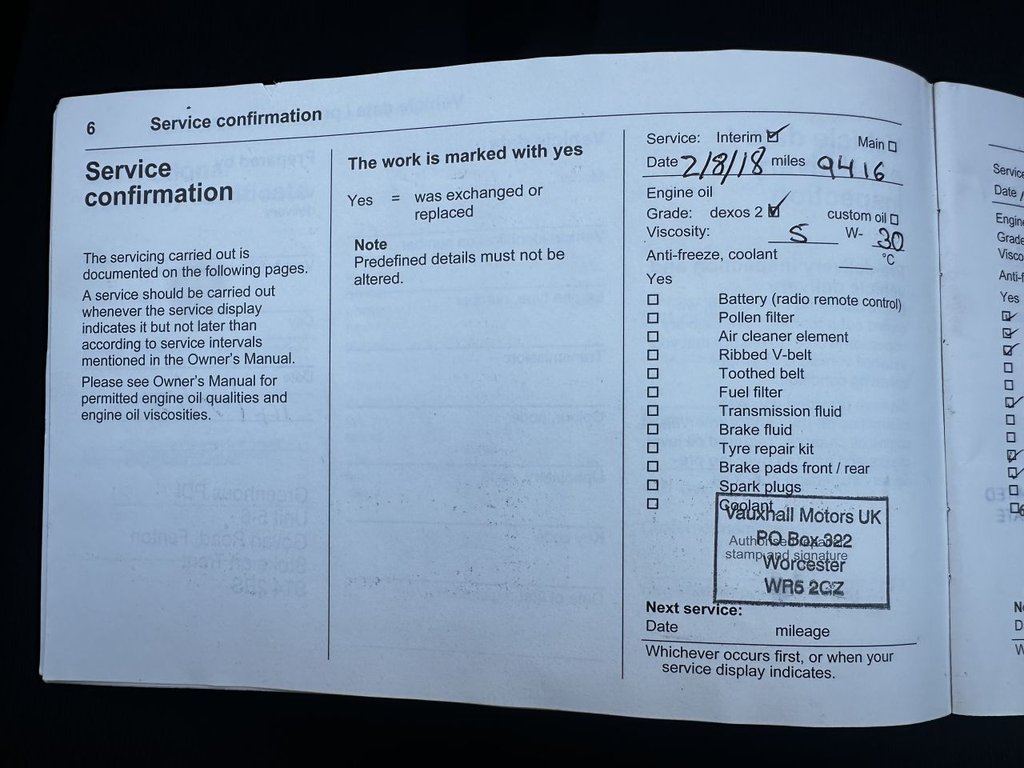 6 Service confirmation
Service
confirmation
The servicing carried out is
documented on the following pages.
A service should be carried out
whenever the service display
indicates it but not later than
according to service intervals
mentioned in the Owner's Manual.
Please see Owner's Manual for
permitted engine oil qualities and
engine oil viscosities.
The work is marked with yes
Yes = was exchanged or
replaced
Note
Predefined details must not be
altered.
Service: Interim Main
Date 2/8/18 miles 9416
Engine oil
Grade: dexos 2 custom oil
Viscosity: 5 W- 30
Anti-freeze, coolant °C
Yes
Battery (radio remote control)
Pollen filter
Air cleaner element
Ribbed V-belt
Toothed belt
Fuel filter
Transmission fluid
Brake fluid
Tyre repair kit
Brake pads front / rear
Spark plugs
Coolant
Vauxhall Motors UK
PO Box 322
Authorised repairer
stamp and signature
Worcester
WR5 2GZ
Next service:
Date mileage
Whichever occurs first, or when your
service display indicates.
Service
Date
Yes